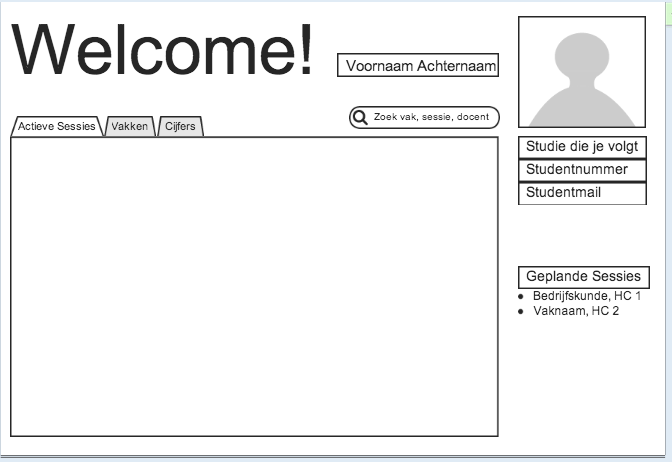 Welcome!
Voornaam Achternaam
Zoek vak, sessie, docent
Actieve Sessies
Vakken
Cijfers
Studie die je volgt
Studentnummer
Studentmail
Geplande Sessies
Bedrijfskunde, HC 1
Vaknaam, HC 2